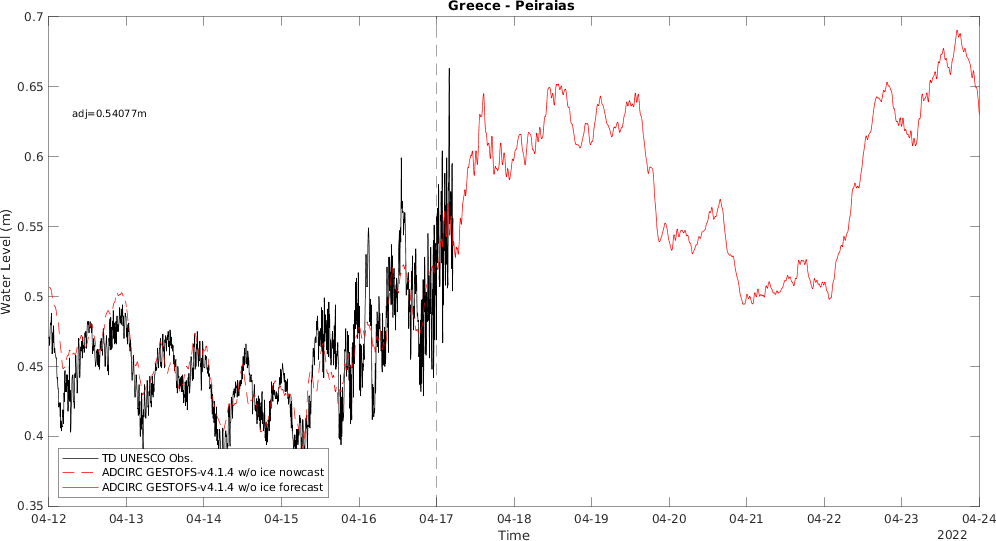 Greece - Peiraias
0.7
0.65
adj=0.54077m
0.6
0.55
Water Level (m)
0.5
0.45
0.4
TD UNESCO Obs.
ADCIRC GESTOFS-v4.1.4 w/o ice nowcast
ADCIRC GESTOFS-v4.1.4 w/o ice forecast
0.35
04-12 04-13 04-14 04-15 04-16 04-17 04-18 04-19 04-20 04-21 04-22 04-23 04-24
Time
2022